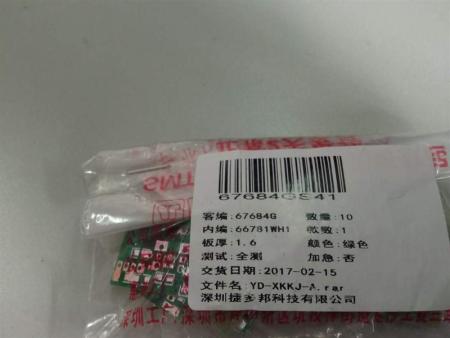 67684GS41
客编:67684G 数量:10
内编:66781WH1 款数:1
板厚:1.6 颜色:绿色
测试:全测 加急:否
交货日期:2017-02-15
文件名:YD-XKKJ-A.rar
深圳捷多邦科技有限公司
SMT